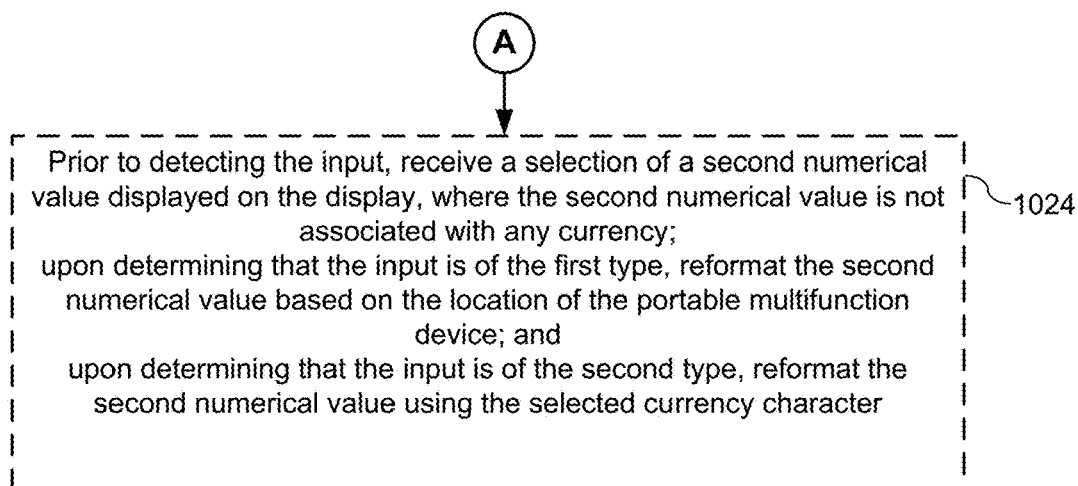 A
Prior to detecting the input, receive a selection of a second numerical
value displayed on the display, where the second numerical value is not
associated with any currency;
upon determining that the input is of the first type, reformat the second
numerical value based on the location of the portable multifunction
device; and
upon determining that the input is of the second type, reformat the
second numerical value using the selected currency character
1024